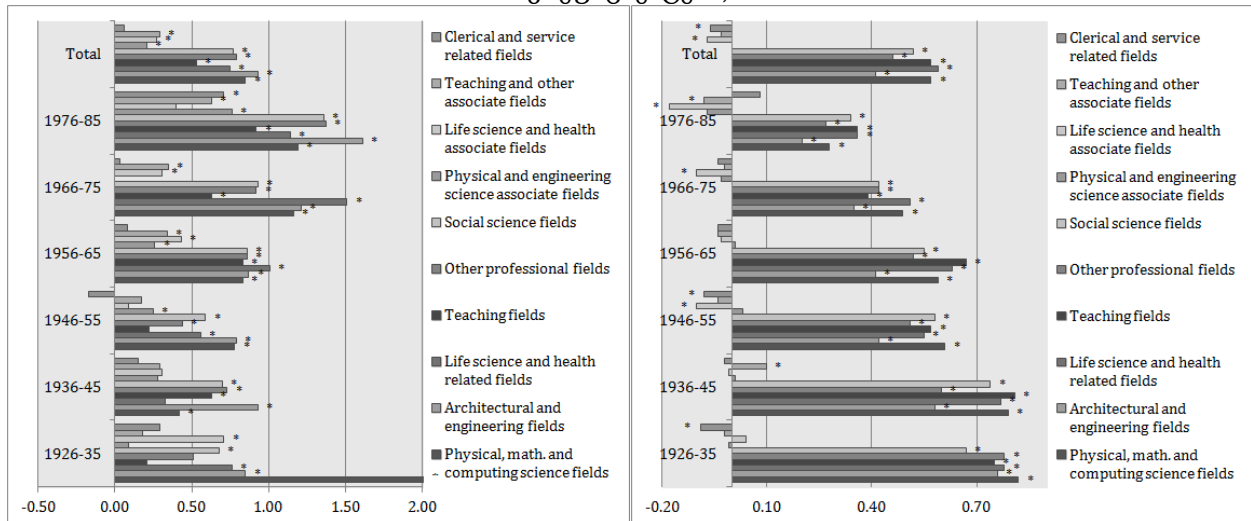 Total
1976-85
1966-75
1956-65
1946-55
1936-45
1926-35
-0.50
0.00
0.50
1.00
1.50
2.00
Clerical and service
related fields
Teaching and other
associate fields
Life science and health
associate fields
Physical and engineering
science associate fields
Social science fields
Other professional fields
Teaching fields
Life science and health
related fields
Architectural and
engineering fields
Physical, math. and
computing science fields
Total
1976-85
1966-75
1956-65
1946-55
1936-45
1926-35
-0.20
0.10
0.40
0.70
Clerical and service
related fields
Teaching and other
associate fields
Life science and health
associate fields
Physical and engineering
science associate fields
Social science fields
Other professional fields
Teaching fields
Life science and health
related fields
Architectural and
engineering fields
Physical, math. and
computing science fields